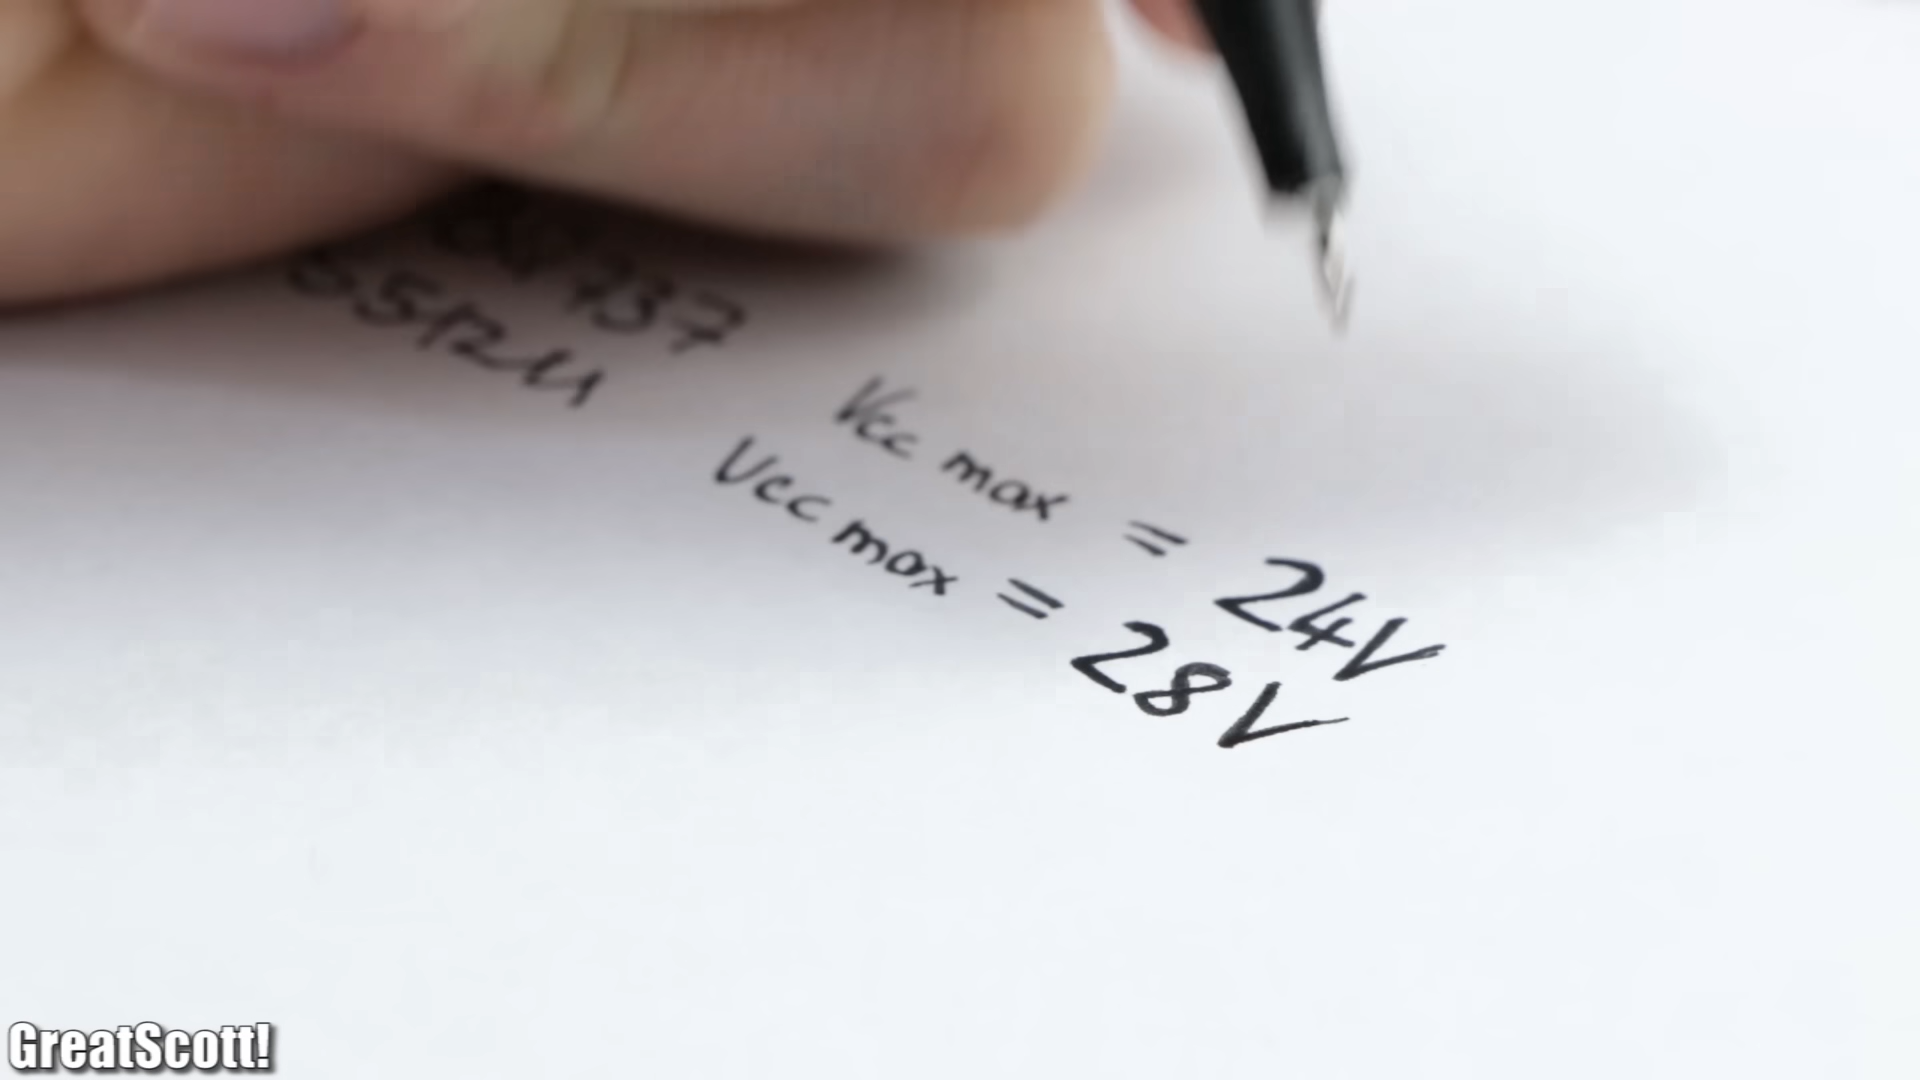 Vcc max = 24V
Vcc max = 28V
GreatScott!